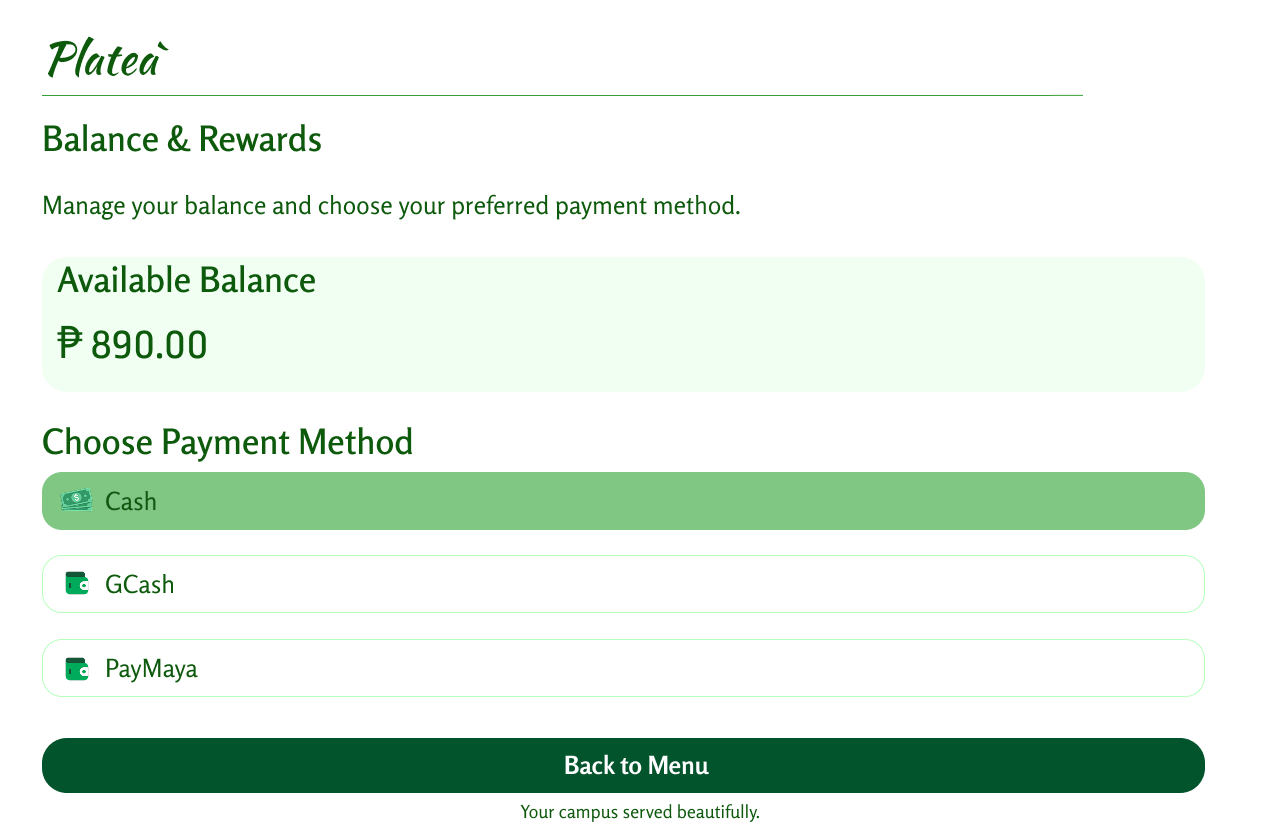 Plateà
Balance & Rewards
Manage your balance and choose your preferred payment method.
Available Balance
₱ 890.00
Choose Payment Method
Cash
GCash
PayMaya
Back to Menu
Your campus served beautifully.